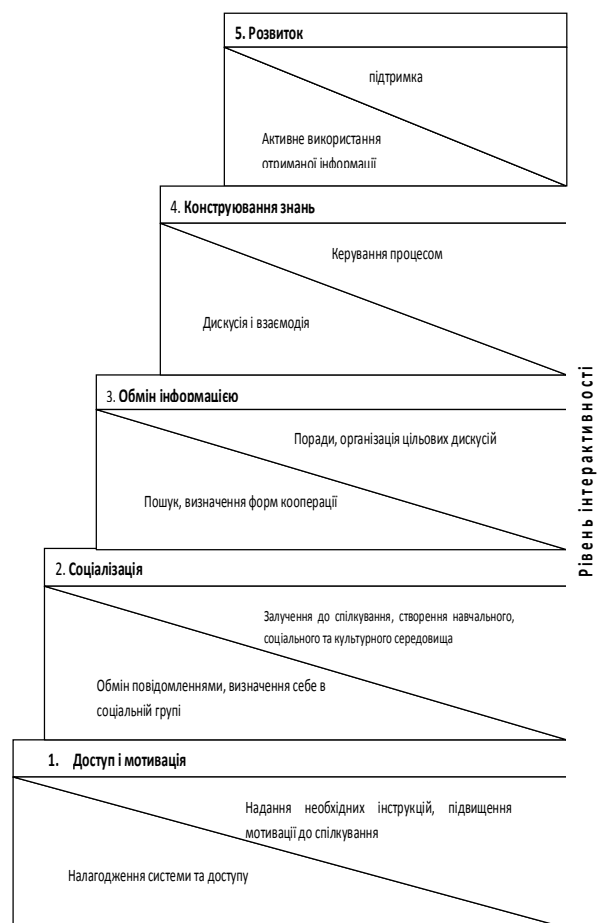 5. Розвиток
підтримка
Активне використання
отриманої інформації
4. Конструювання знань
Керування процесом
Дискусія і взаємодія
3. Обмін інформацією
Поради, організація цільових дискусій
Пошук, визначення форм кооперації
2. Соціалізація
Залучення до спілкування, створення навчального,
соціального та культурного середовища
Обмін повідомленнями, визначення себе в
соціальній групі
1. Доступ і мотивація
Надання необхідних інструкцій, підвищення
мотивації до спілкування
Налагодження системи та доступу
Рівень інтерактивності